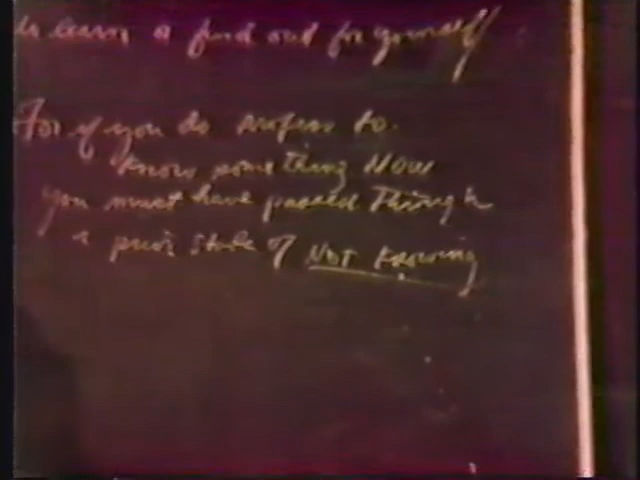 to learn & find out for yourself
For if you do profess to
know something NOW
you must have passed through
a prior state of NOT Knowing